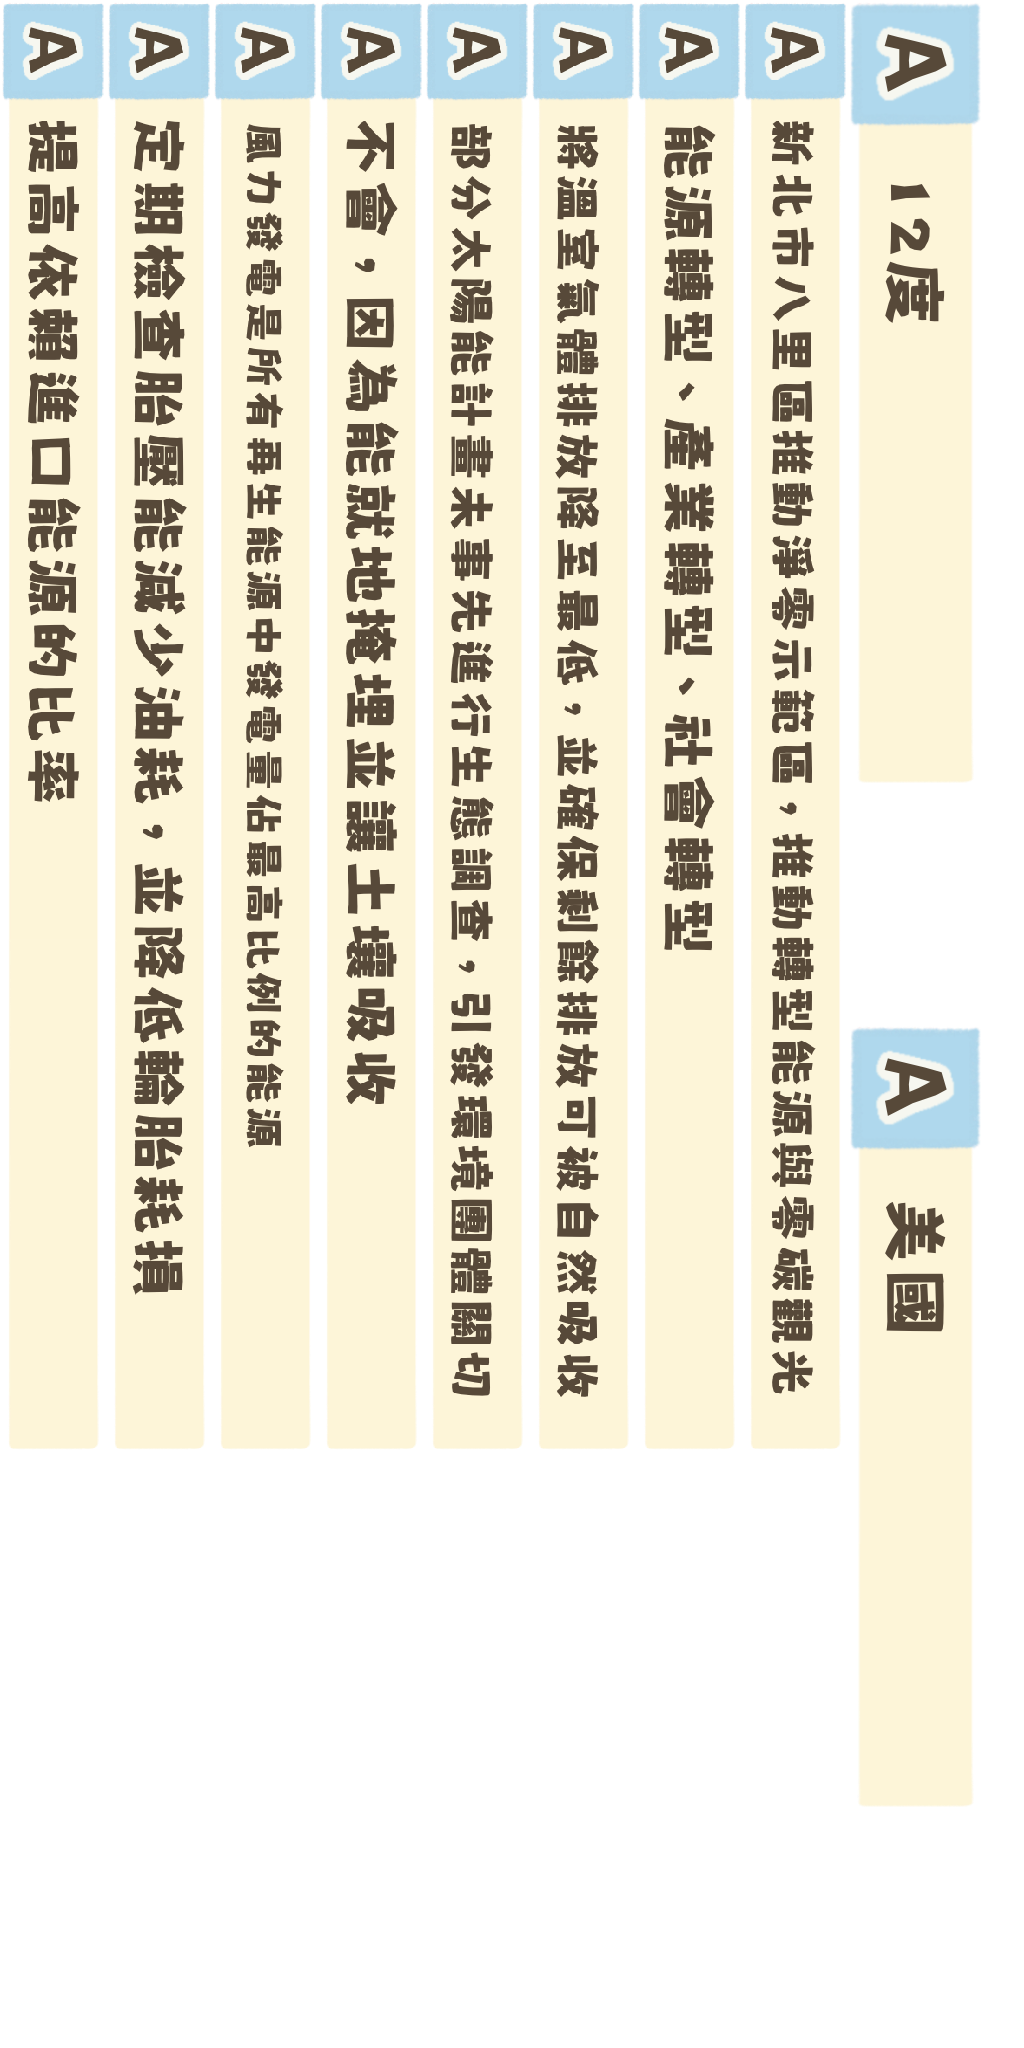 A 12度
A 美國
A 新北市八里區推動淨零示範區，推動轉型能源與零碳觀光
A 能源轉型、產業轉型、社會轉型
A 將溫室氣體排放降至最低，並確保剩餘排放可被自然吸收
A 部分太陽能計畫未事先進行生態調查，引發環境團體關切
A 不會，因為能就地掩埋並讓土壤吸收
A 風力發電是所有再生能源中發電量佔最高比例的能源
A 定期檢查胎壓能減少油耗，並降低輪胎耗損
A 提高依賴進口能源的比率